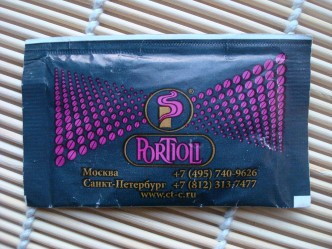 PORTIOLI
Москва +7 (495) 740-9626
Санкт-Петербург +7 (812) 313-7477
www.ct-c.ru